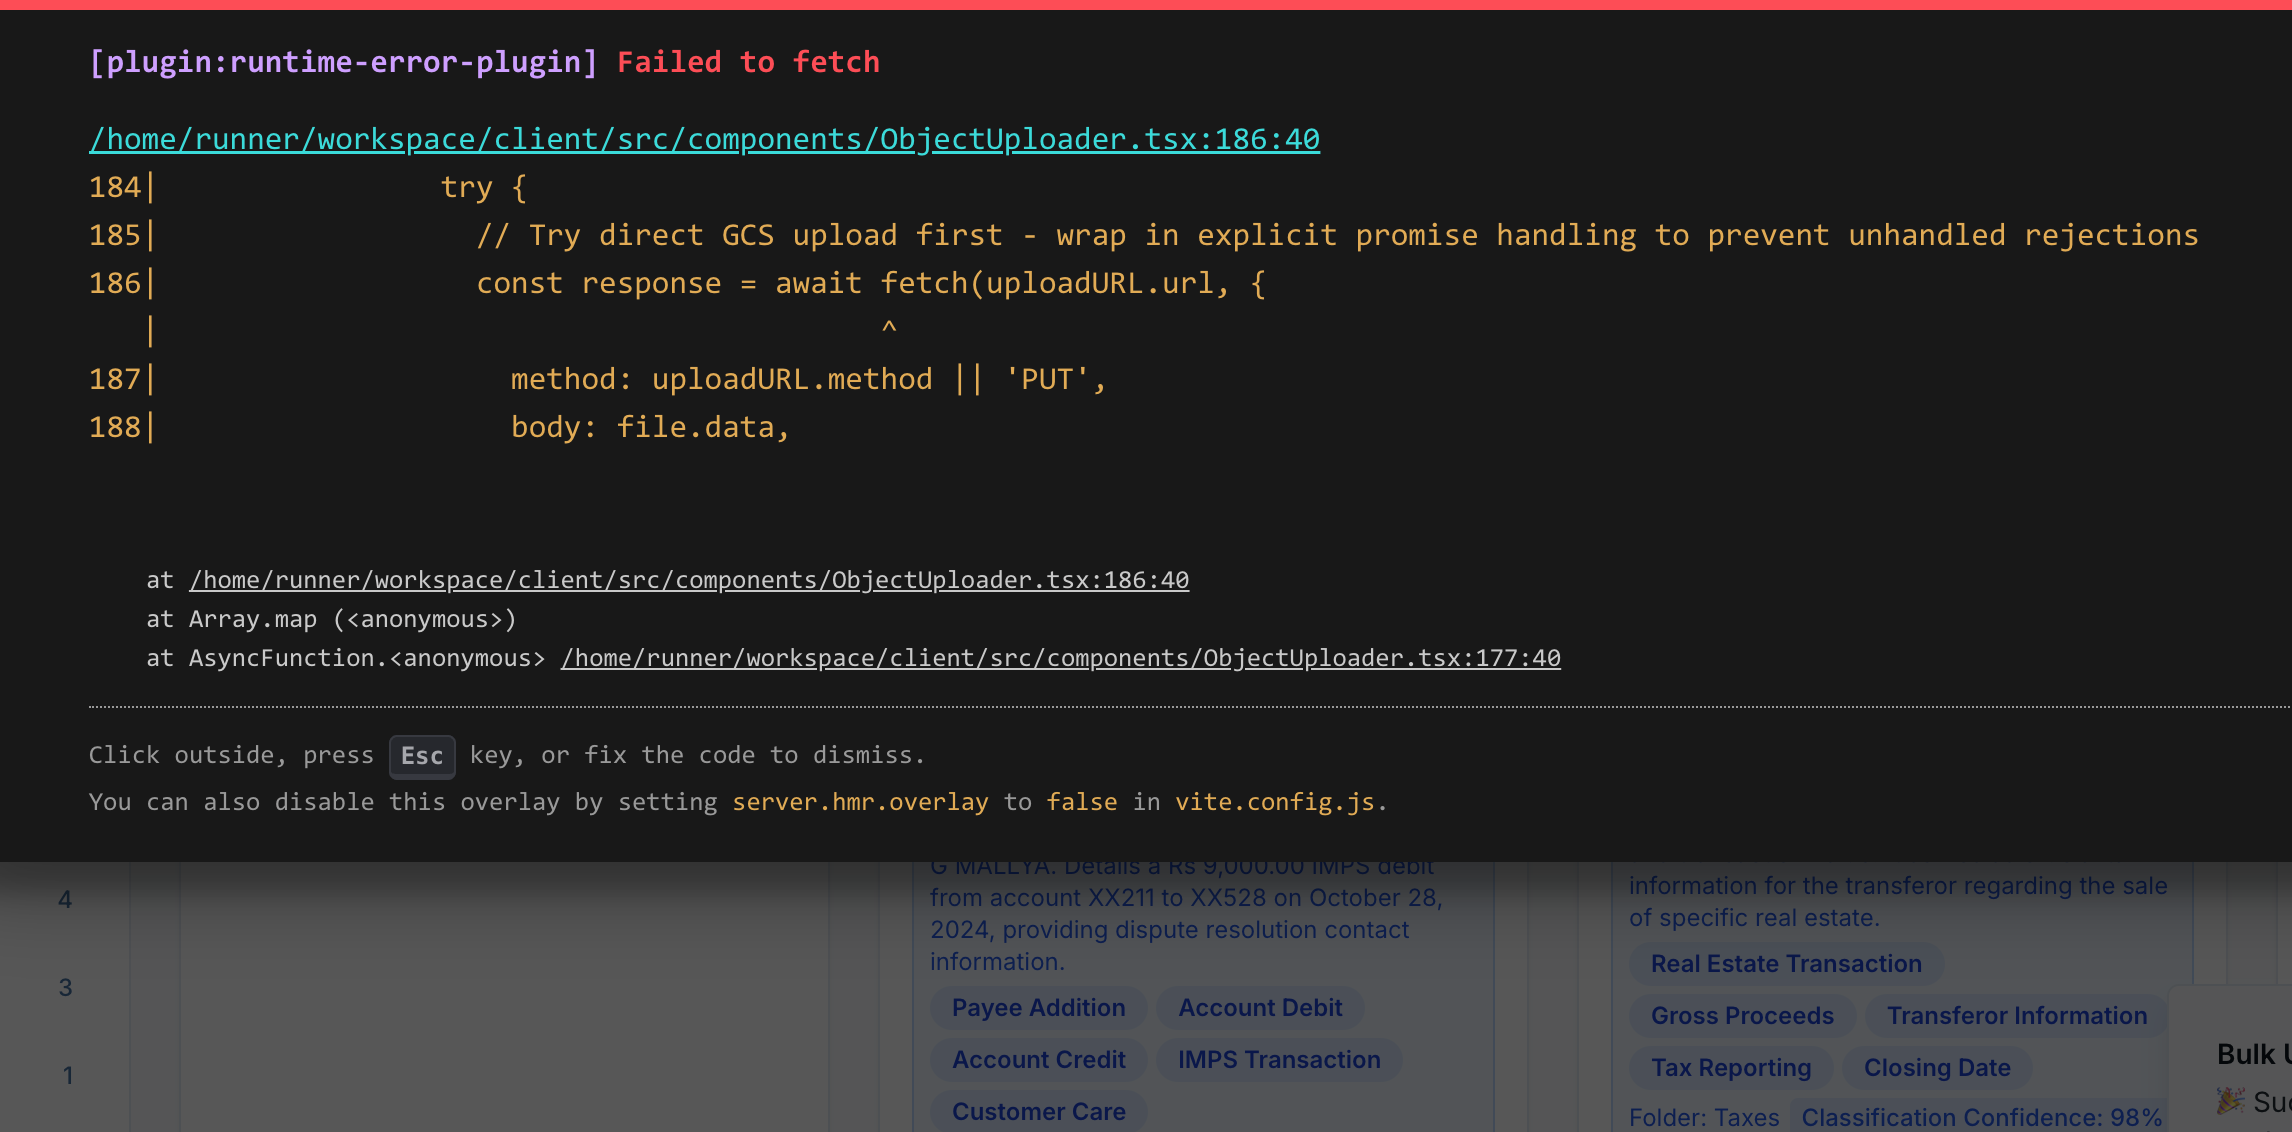 [plugin:runtime-error-plugin] Failed to fetch
/home/runner/workspace/client/src/components/ObjectUploader.tsx:186:40
184|                try {
185|                  // Try direct GCS upload first - wrap in explicit promise handling to prevent unhandled rejections
186|                  const response = await fetch(uploadURL.url, {
   |                                         ^
187|                    method: uploadURL.method || 'PUT',
188|                    body: file.data,
at /home/runner/workspace/client/src/components/ObjectUploader.tsx:186:40
at Array.map (<anonymous>)
at AsyncFunction.<anonymous> /home/runner/workspace/client/src/components/ObjectUploader.tsx:177:40
Click outside, press Esc key, or fix the code to dismiss.
You can also disable this overlay by setting server.hmr.overlay to false in vite.config.js.
4
3
1
G MALLYA. Details a Rs 9,000.00 IMPS debit
from account XX211 to XX528 on October 28,
2024, providing dispute resolution contact
information.
Payee Addition Account Debit
Account Credit IMPS Transaction
Customer Care
information for the transferor regarding the sale
of specific real estate.
Real Estate Transaction
Gross Proceeds Transferor Information
Tax Reporting Closing Date
Folder: Taxes Classification Confidence: 98%
Bulk